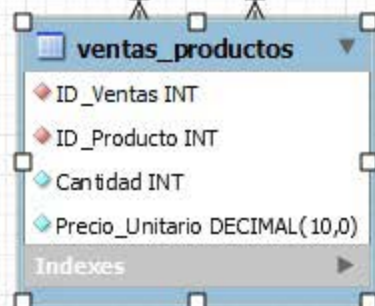 ventas_productos
ID_Ventas INT
ID_Producto INT
Cantidad INT
Precio_Unitario DECIMAL(10,0)
Indexes